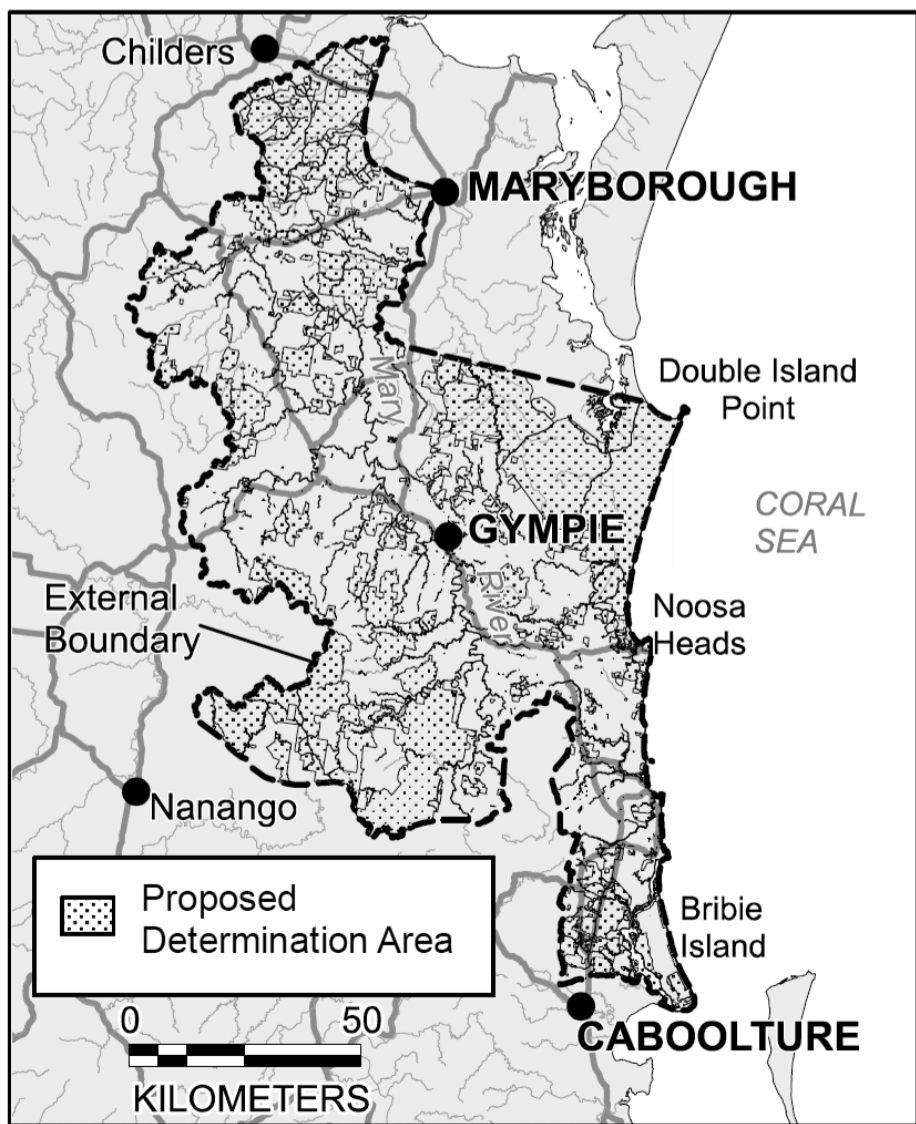 Childers
MARYBOROUGH
Double Island
Point
Mary
CORAL
SEA
GYMPIE
River
External
Boundary
Noosa
Heads
Nanango
Proposed
Determination Area
Bribie
Island
0 50
KILOMETERS
CABOOLTURE